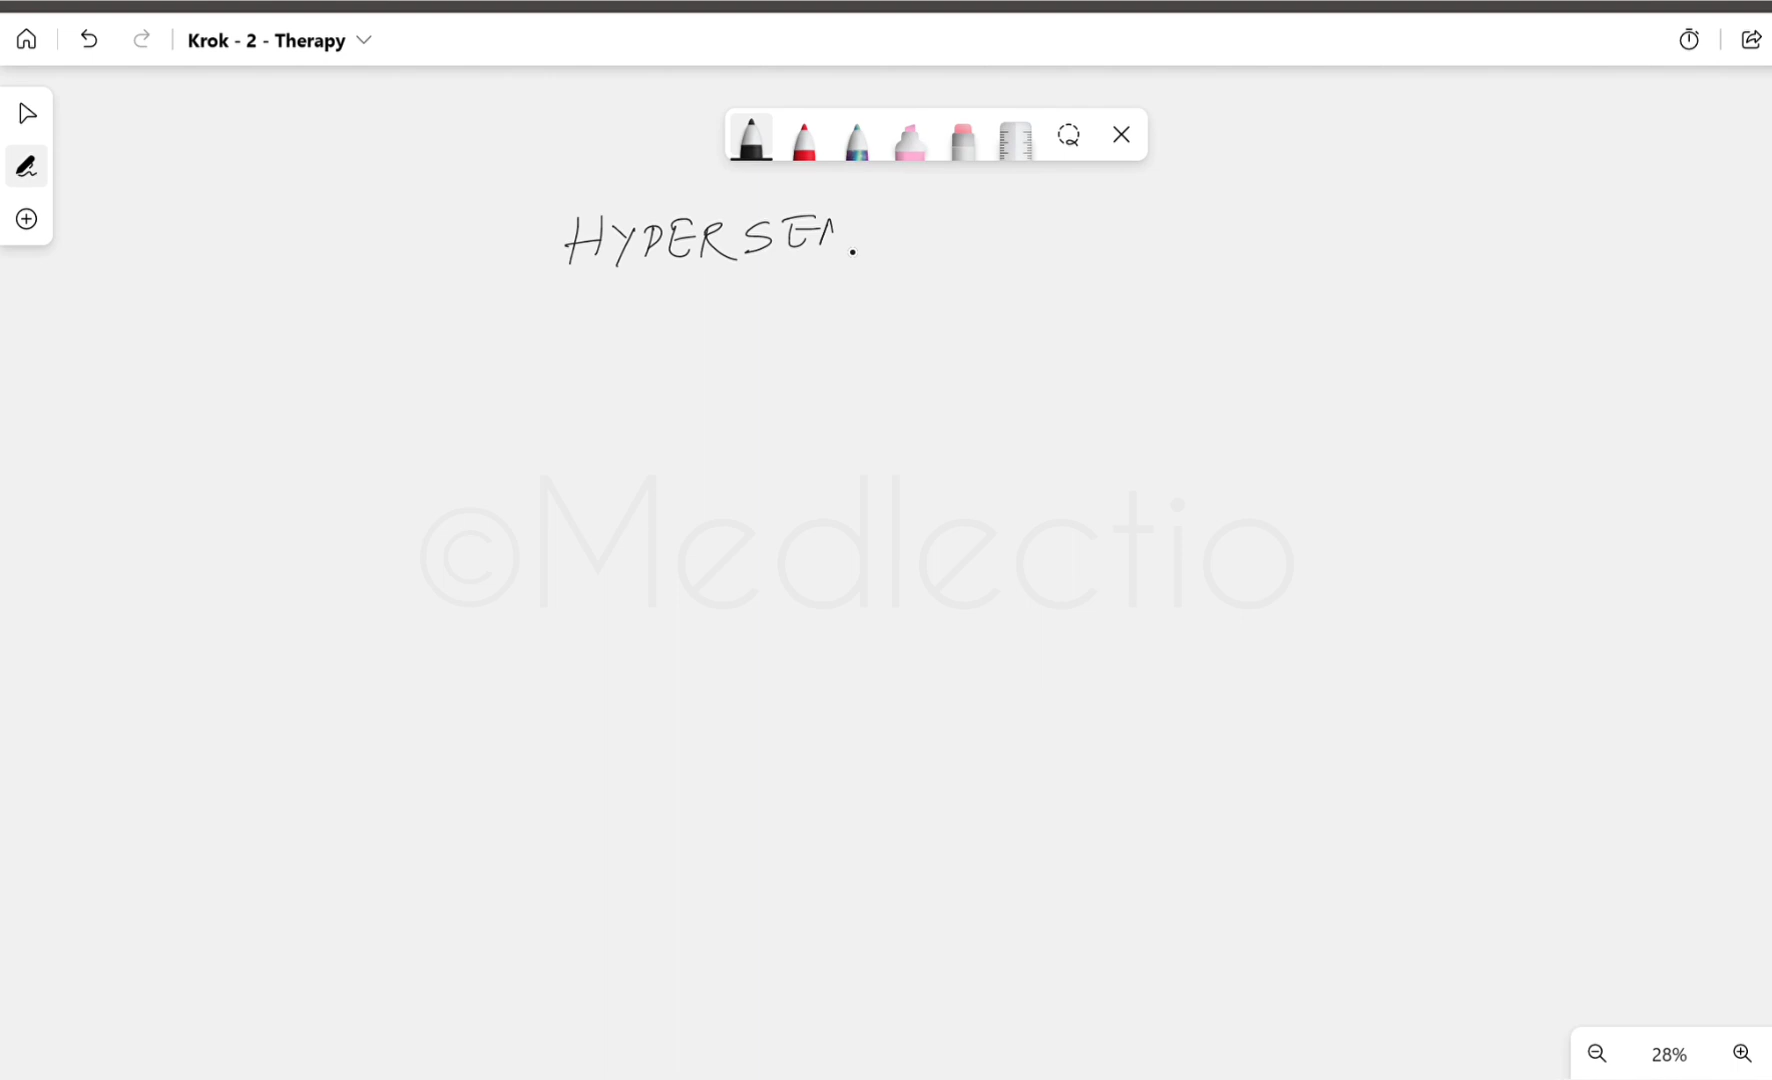 Krok - 2 - Therapy
HYPERSEN
©Medlectio
28%